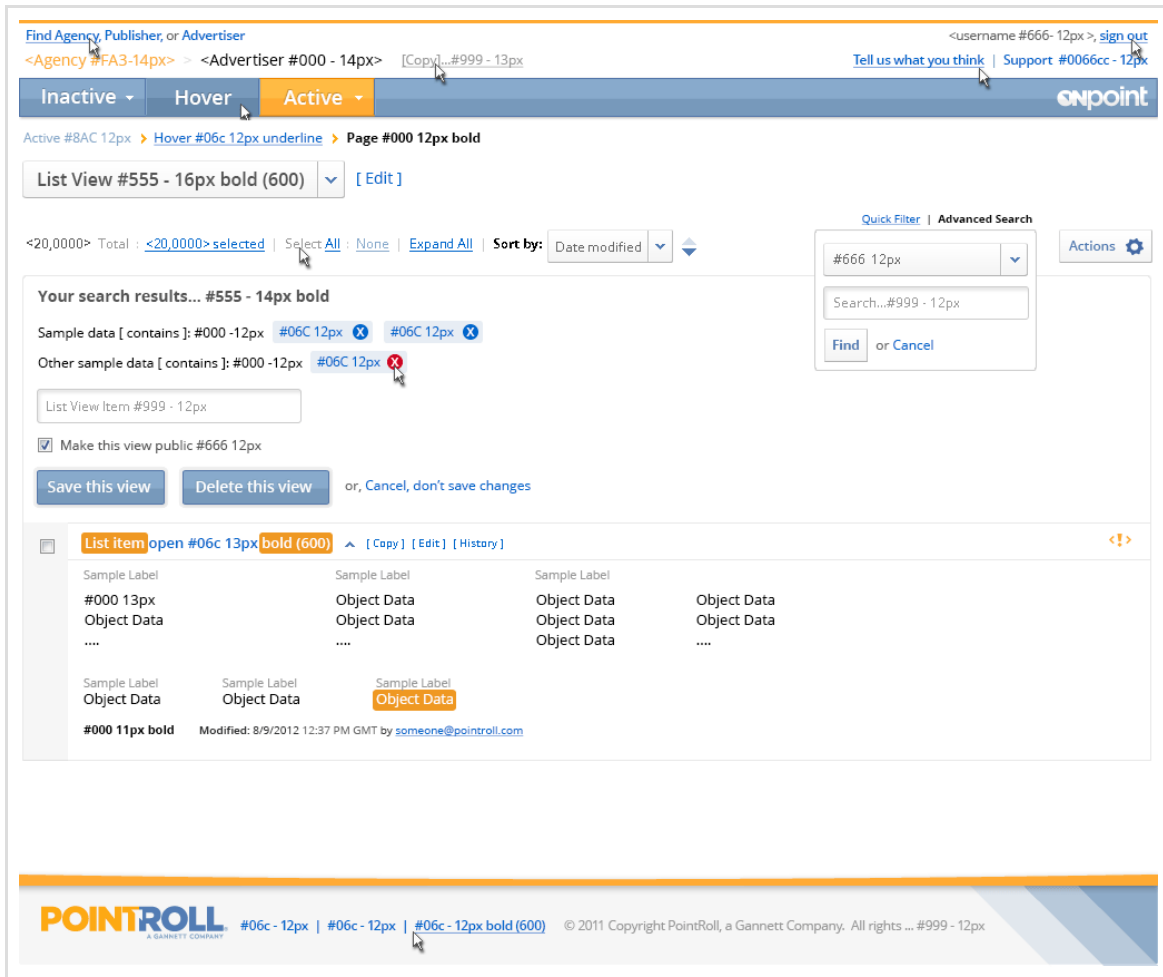 Find Agency, Publisher, or Advertiser
<username #666- 12px >, sign out
<Agency #FA3-14px> > <Advertiser #000 - 14px> [Copy]...#999 - 13px
Tell us what you think | Support #0066cc - 12px
Inactive Hover Active ONPOINT
Active #8AC 12px > Hover #06c 12px underline > Page #000 12px bold
List View #555 - 16px bold (600) [ Edit ]
Quick Filter | Advanced Search
<20,0000> Total : <20,0000> selected | Select All : None | Expand All | Sort by: Date modified
#666 12px
Actions
Search...#999 - 12px
Find or Cancel
Your search results... #555 - 14px bold
Sample data [ contains ]: #000 -12px #06C 12px X #06C 12px X
Other sample data [ contains ]: #000 -12px #06C 12px X
List View Item #999 - 12px
Make this view public #666 12px
Save this view Delete this view or, Cancel, don't save changes
List item open #06c 13px bold (600) [ Copy ] [ Edit ] [ History ] <!>
Sample Label Sample Label Sample Label
#000 13px Object Data Object Data Object Data
Object Data Object Data Object Data Object Data
.... .... Object Data ....
Sample Label Sample Label Sample Label
Object Data Object Data Object Data
#000 11px bold Modified: 8/9/2012 12:37 PM GMT by someone@pointroll.com
POINTROLL.
A GANNETT COMPANY
#06c - 12px | #06c - 12px | #06c - 12px bold (600) © 2011 Copyright PointRoll, a Gannett Company. All rights ... #999 - 12px